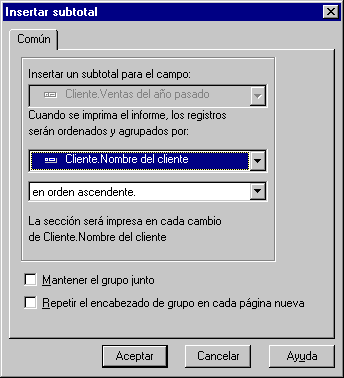 Insertar subtotal
Común
Insertar un subtotal para el campo:
Cliente.Ventas del año pasado
Cuando se imprima el informe, los registros
serán ordenados y agrupados por:
Cliente.Nombre del cliente
en orden ascendente.
La sección será impresa en cada cambio
de Cliente.Nombre del cliente
Mantener el grupo junto
Repetir el encabezado de grupo en cada página nueva
Aceptar
Cancelar
Ayuda